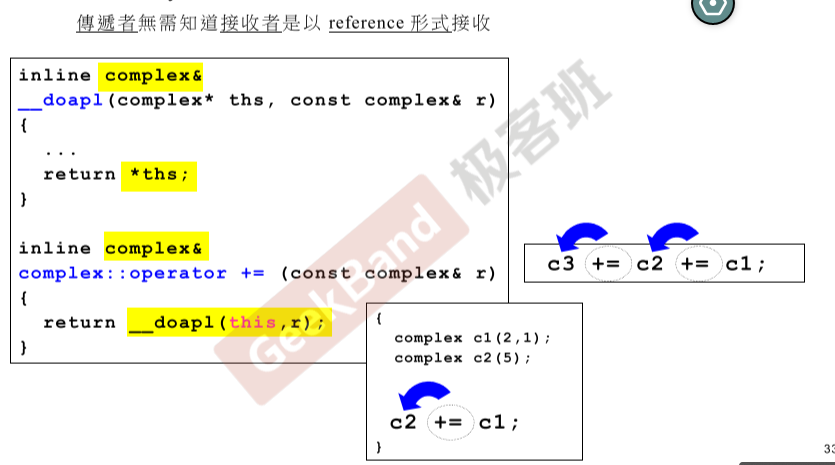 傳遞者無需知道接收者是以 reference 形式接收
inline complex&
__doapl(complex* ths, const complex& r)
{
...
return *ths;
}
inline complex&
complex::operator += (const complex& r)
{
return __doapl(this,r);
}
c3 += c2 += c1;
{
complex c1(2,1);
complex c2(5);
c2 += c1;
}
GeekBand 极客班
33